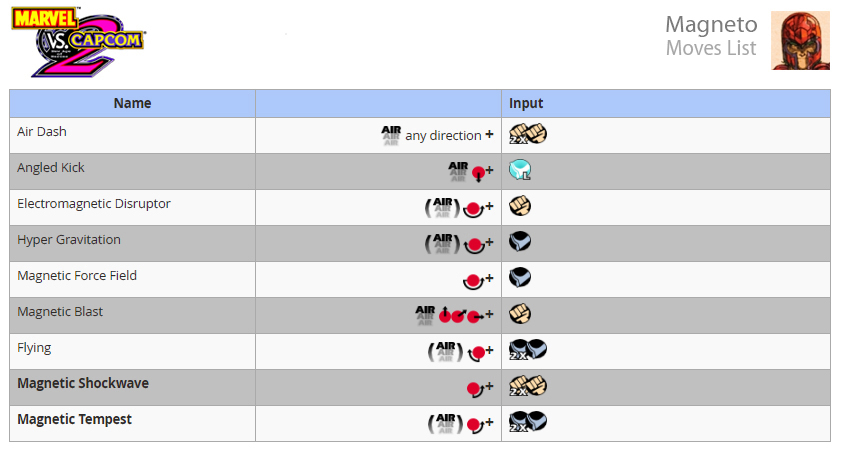 MARVEL
VS. CAPCOM
2
Magneto
Moves List
Name Input
Air Dash AIR any direction + 2X
Angled Kick AIR + L
Electromagnetic Disruptor (AIR) +
Hyper Gravitation (AIR) +
Magnetic Force Field +
Magnetic Blast AIR +
Flying (AIR) + 2X
Magnetic Shockwave + 2X
Magnetic Tempest (AIR) + 2X